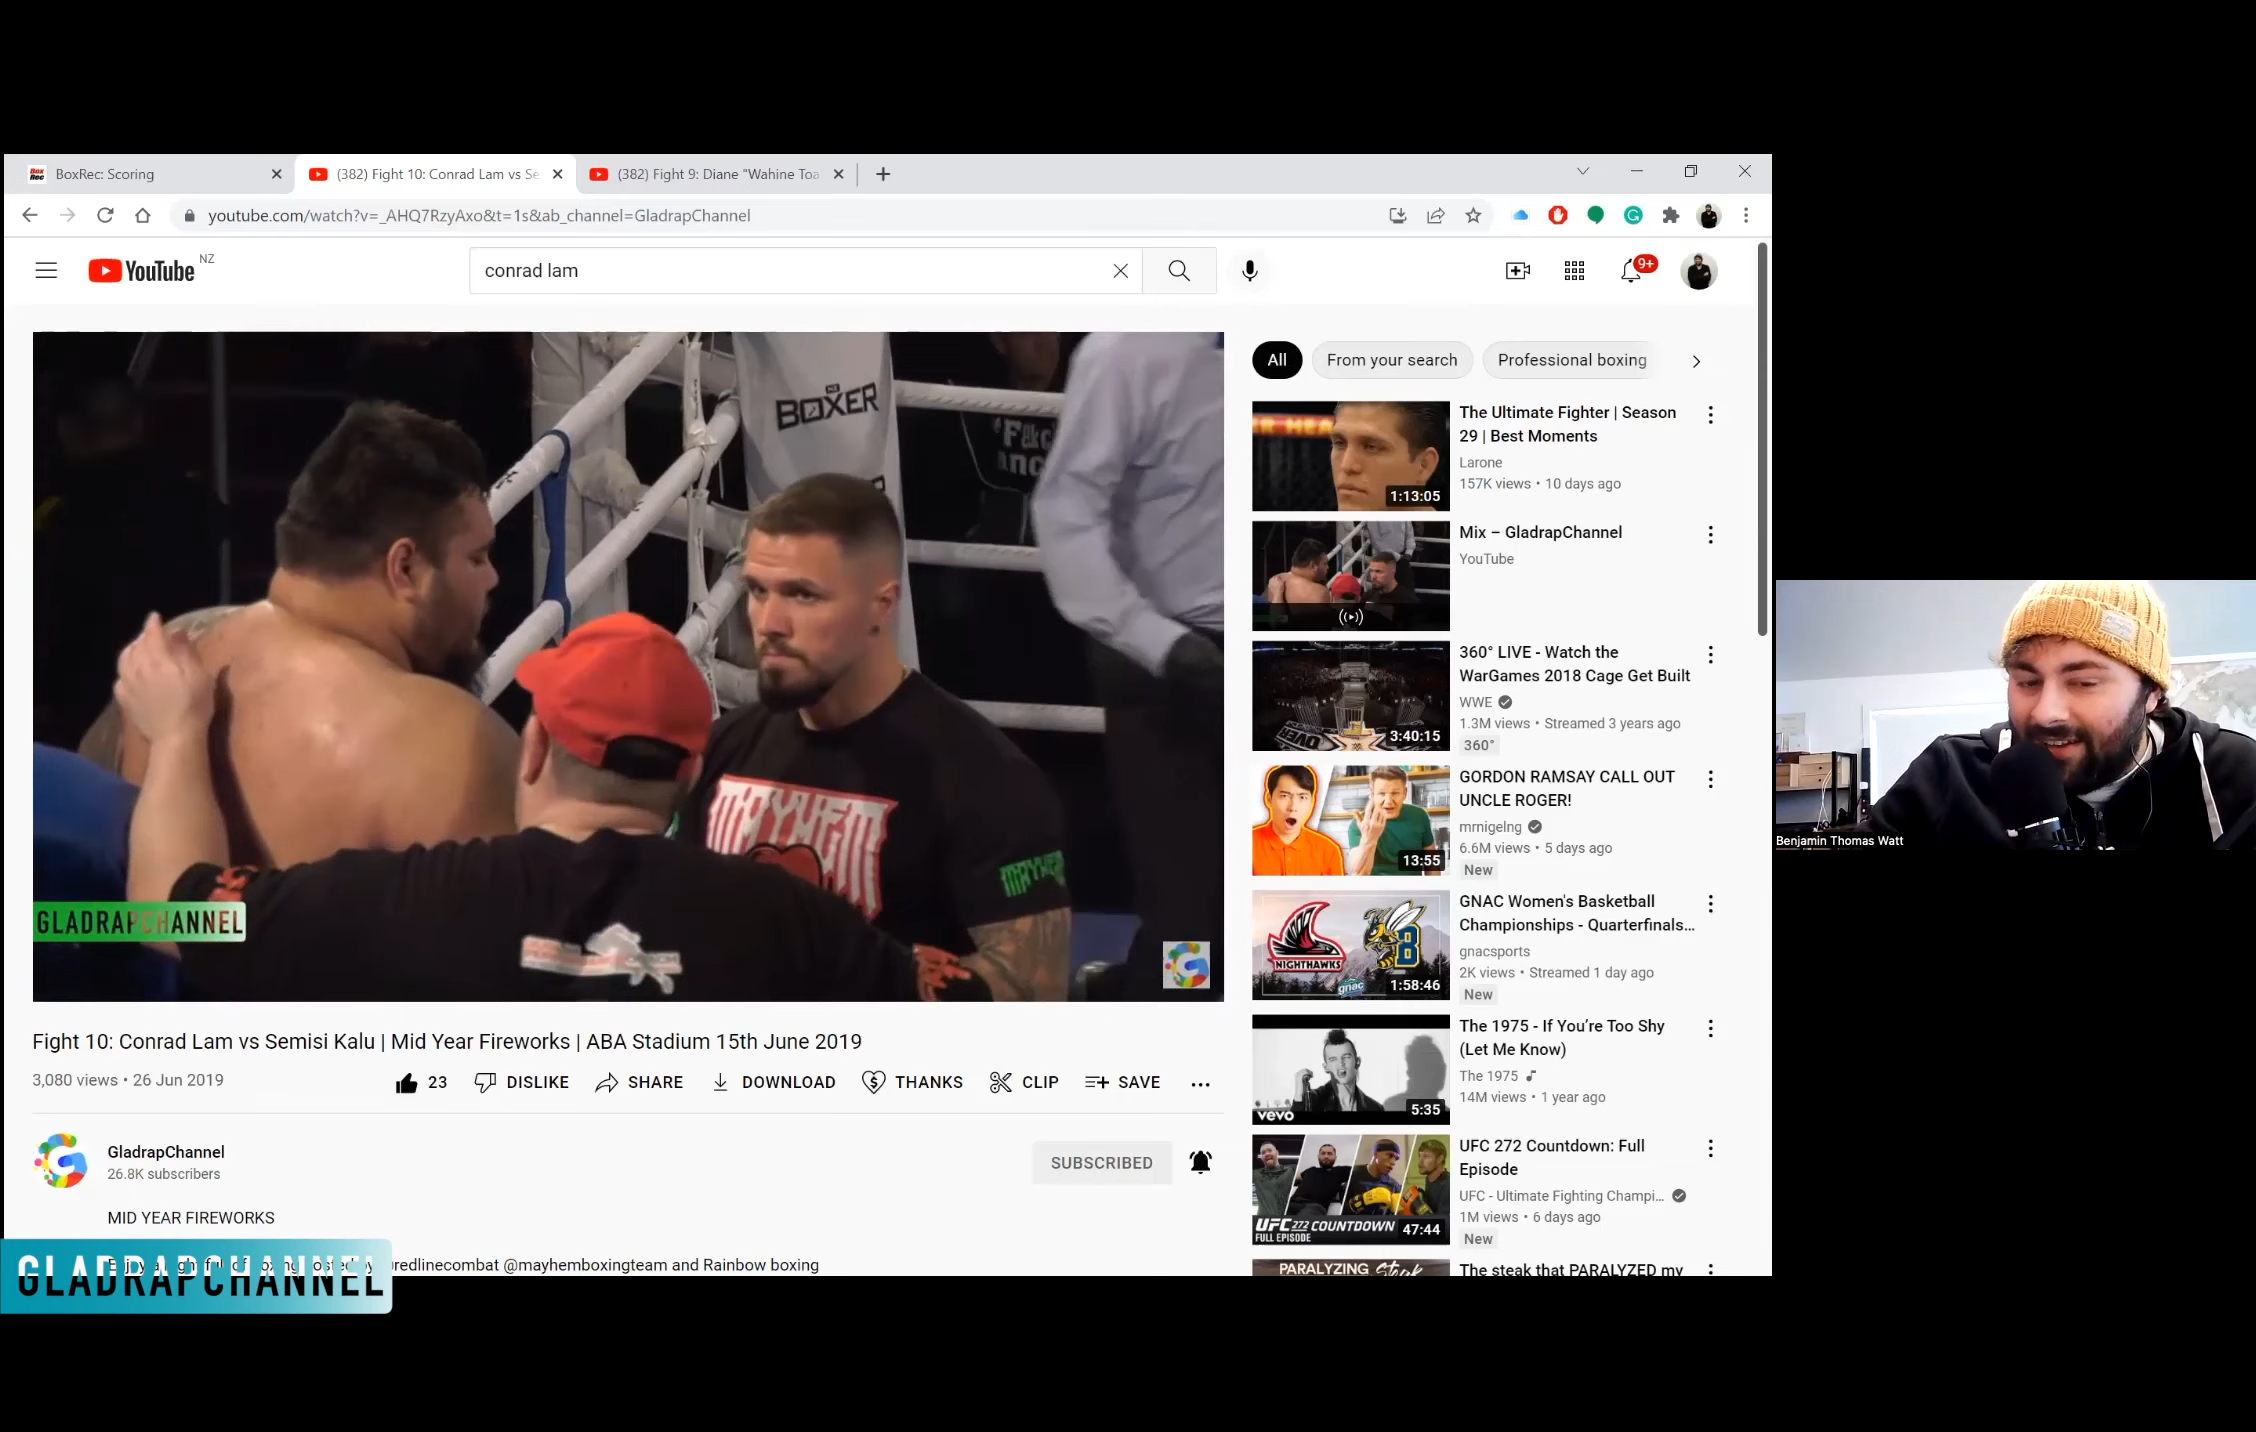 BoxRec: Scoring
(382) Fight 10: Conrad Lam vs Se
(382) Fight 9: Diane "Wahine Toa
youtube.com/watch?v=_AHQ7RzyAxo&t=1s&ab_channel=GladrapChannel
YouTube NZ
conrad lam
9+
NZ
BOXER
MAYHEM
MAYHE
GLADRAPCHANNEL
Fight 10: Conrad Lam vs Semisi Kalu | Mid Year Fireworks | ABA Stadium 15th June 2019
3,080 views • 26 Jun 2019
23
DISLIKE
SHARE
DOWNLOAD
THANKS
CLIP
SAVE
GladrapChannel
26.8K subscribers
SUBSCRIBED
MID YEAR FIREWORKS
redlinecombat @mayhemboxingteam and Rainbow boxing
GLADRAPCHANNEL
All
From your search
Professional boxing
The Ultimate Fighter | Season
29 | Best Moments
Larone
157K views • 10 days ago
1:13:05
Mix – GladrapChannel
YouTube
360° LIVE - Watch the
WarGames 2018 Cage Get Built
WWE
1.3M views • Streamed 3 years ago
360°
3:40:15
GORDON RAMSAY CALL OUT
UNCLE ROGER!
mrnigelng
6.6M views • 5 days ago
New
13:55
GNAC Women's Basketball
Championships - Quarterfinals...
gnacsports
2K views • Streamed 1 day ago
New
NIGHTHAWKS
B
gnac
1:58:46
The 1975 - If You're Too Shy
(Let Me Know)
The 1975
14M views • 1 year ago
vevo
5:35
UFC 272 Countdown: Full
Episode
UFC - Ultimate Fighting Champi...
1M views • 6 days ago
New
UFC 272 COUNTDOWN
FULL EPISODE
47:44
The steak that PARALYZED my
PARALYZING Steak
Benjamin Thomas Watt